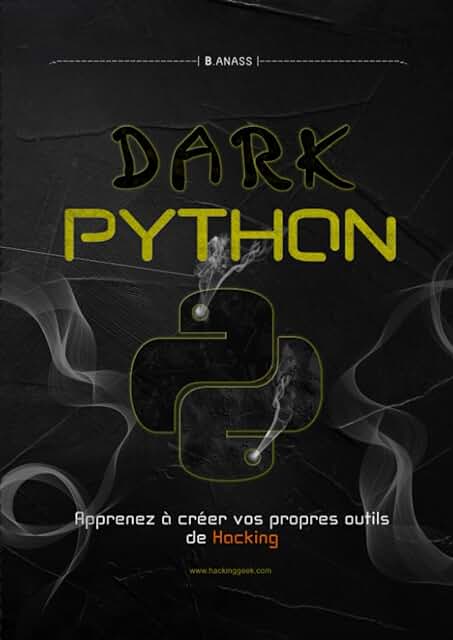 B.ANASS
DARK
PYTHON
Apprenez à créer vos propres outils
de Hacking
www.hackinggeek.com